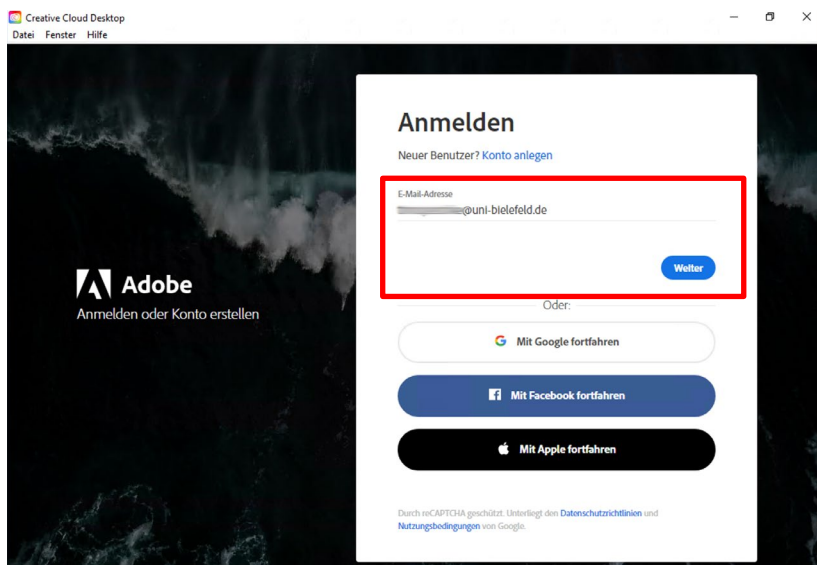 Creative Cloud Desktop
Datei Fenster Hilfe
Anmelden
Neuer Benutzer? Konto anlegen
E-Mail-Adresse
@uni-bielefeld.de
Weiter
Adobe
Anmelden oder Konto erstellen
Oder:
Mit Google fortfahren
Mit Facebook fortfahren
Mit Apple fortfahren
Durch reCAPTCHA geschützt. Unterliegt den Datenschutzrichtlinien und
Nutzungsbedingungen von Google.